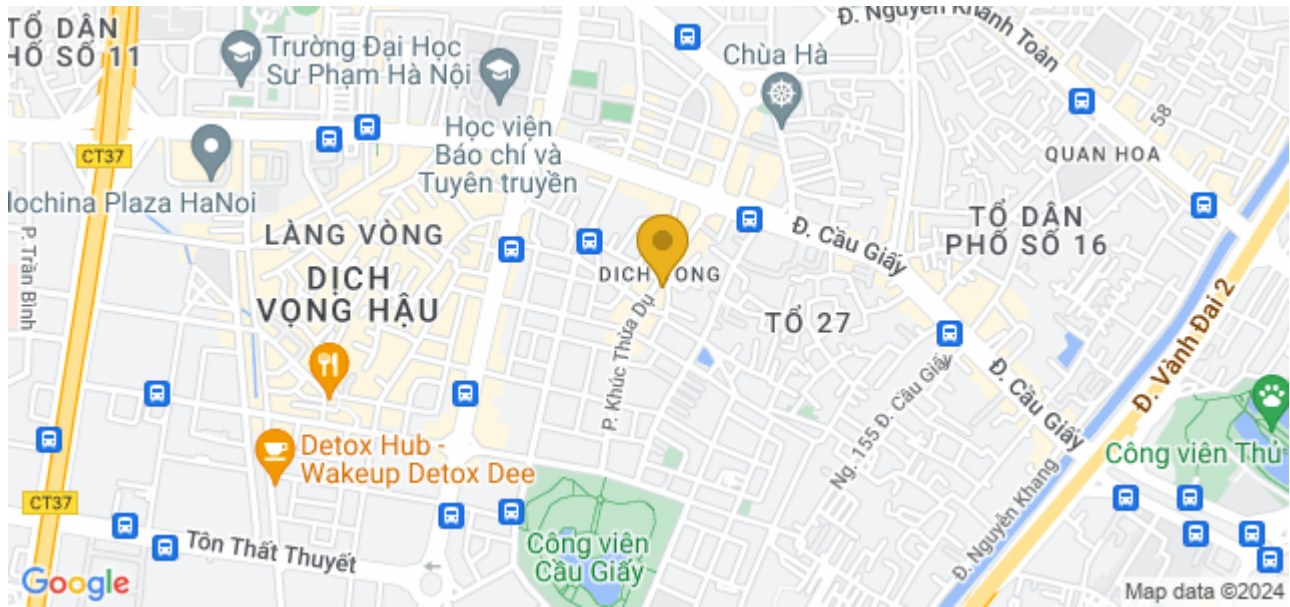 TỔ DÂN
HỐ SỐ 11
CT37
Trường Đại Học
Sư Phạm Hà Nội
Chùa Hà
Đ. Nguyễn Khánh Toàn
58
QUAN HOA
Học viện
Báo chí và
Tuyên truyền
lochina Plaza HaNoi
P. Trần Bình
LÀNG VÒNG
DỊCH
VỌNG HẬU
DICH VONG
P. Khúc Thừa Dụ
Đ. Cầu Giấy
TỔ DÂN
PHỐ SỐ 16
TỔ 27
Đ. Vành Đai 2
Đ. Cầu Giấy
Ng. 155 Đ. Cầu Giấy
Detox Hub -
Wakeup Detox Dee
Công viên Thủ
CT37
Tôn Thất Thuyết
Công viên
Cầu Giấy
Đ. Nguyễn Khang
Google
Map data ©2024